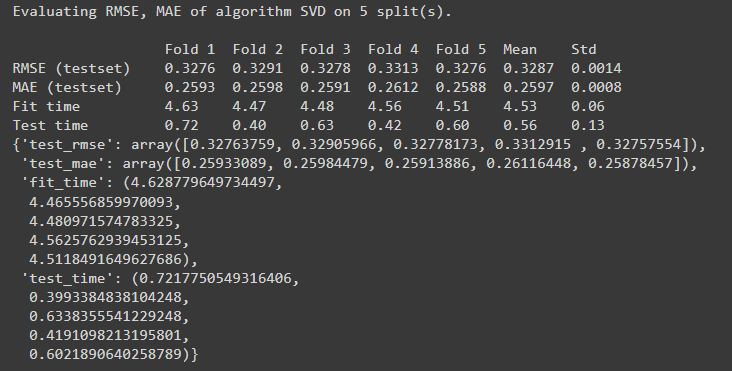 Evaluating RMSE, MAE of algorithm SVD on 5 split(s).
Fold 1 Fold 2 Fold 3 Fold 4 Fold 5 Mean Std
RMSE (testset) 0.3276 0.3291 0.3278 0.3313 0.3276 0.3287 0.0014
MAE (testset) 0.2593 0.2598 0.2591 0.2612 0.2588 0.2597 0.0008
Fit time 4.63 4.47 4.48 4.56 4.51 4.53 0.06
Test time 0.72 0.40 0.63 0.42 0.60 0.56 0.13
{'test_rmse': array([0.32763759, 0.32905966, 0.32778173, 0.3312915 , 0.32757554]),
'test_mae': array([0.25933089, 0.25984479, 0.25913886, 0.26116448, 0.25878457]),
'fit_time': (4.628779649734497,
4.465556859970093,
4.480971574783325,
4.5625762939453125,
4.5118491649627686),
'test_time': (0.7217750549316406,
0.3993384838104248,
0.6338355541229248,
0.4191098213195801,
0.6021890640258789)}